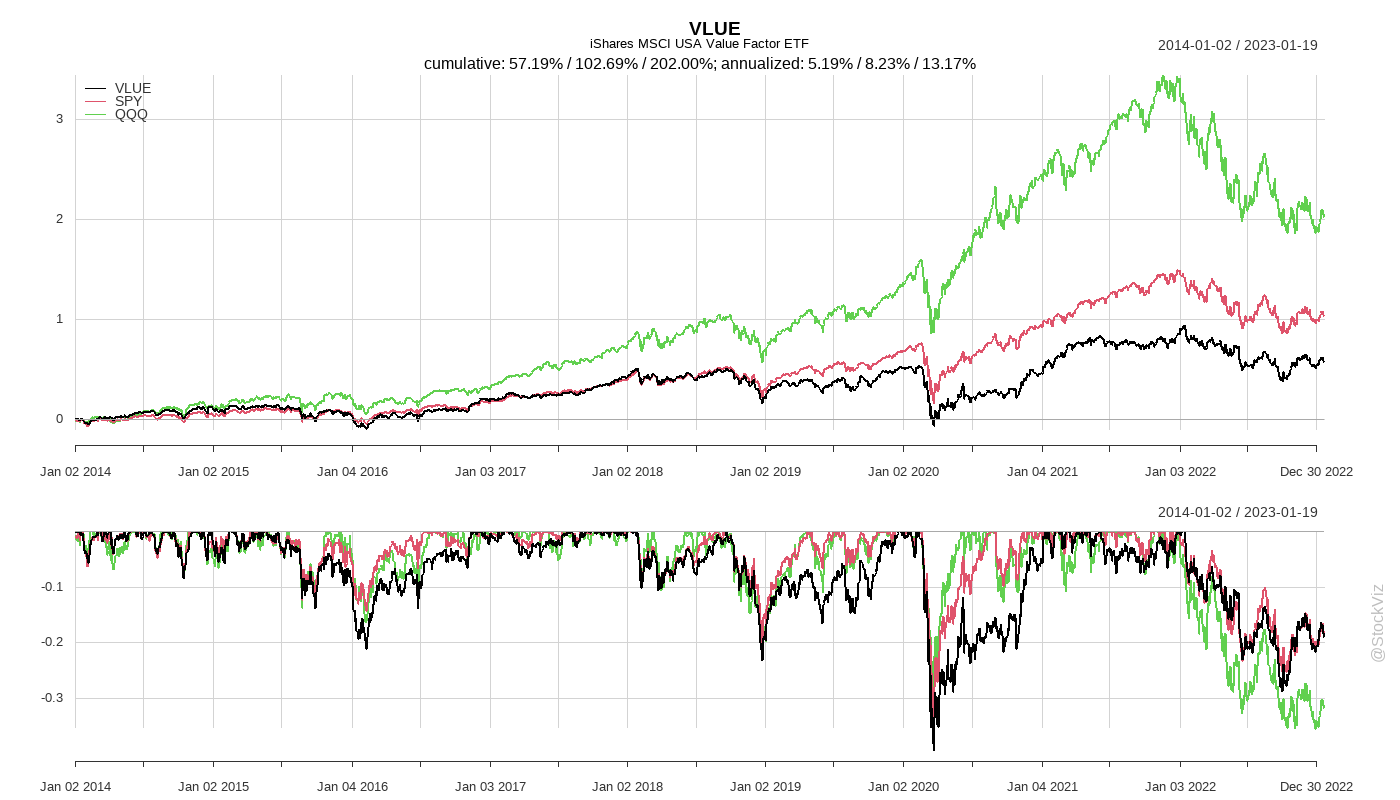 VLUE
iShares MSCI USA Value Factor ETF
2014-01-02 / 2023-01-19
cumulative: 57.19% / 102.69% / 202.00%; annualized: 5.19% / 8.23% / 13.17%
VLUE
SPY
QQQ
3
2
1
0
Jan 02 2014 Jan 02 2015 Jan 04 2016 Jan 03 2017 Jan 02 2018 Jan 02 2019 Jan 02 2020 Jan 04 2021 Jan 03 2022 Dec 30 2022
2014-01-02 / 2023-01-19
-0.1
-0.2
-0.3
Jan 02 2014 Jan 02 2015 Jan 04 2016 Jan 03 2017 Jan 02 2018 Jan 02 2019 Jan 02 2020 Jan 04 2021 Jan 03 2022 Dec 30 2022
@StockViz